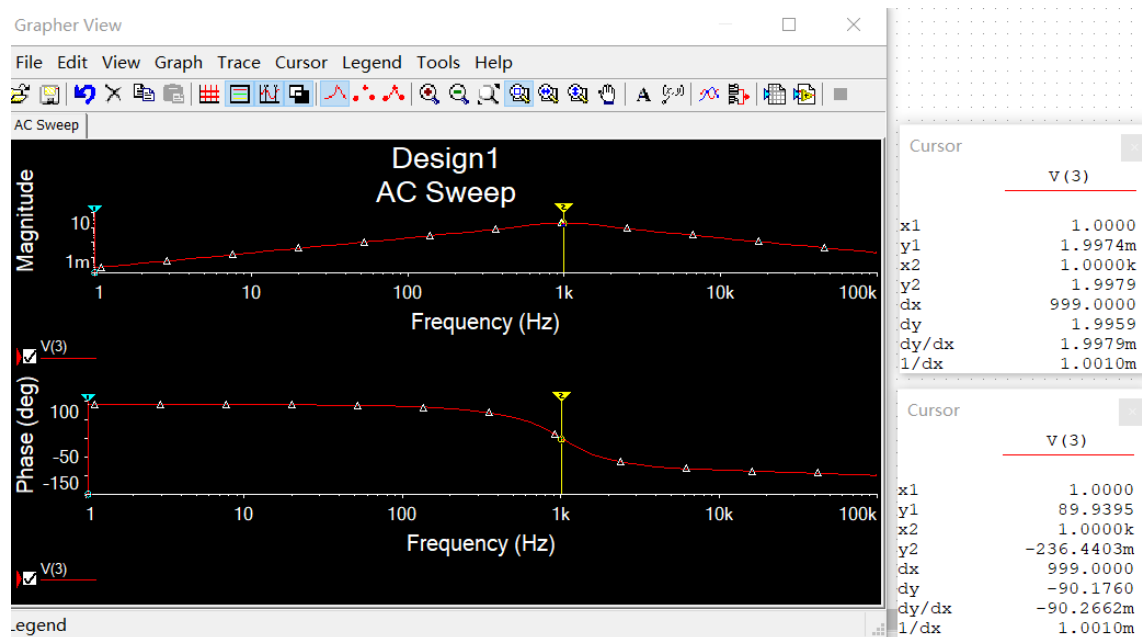 Grapher View
File Edit View Graph Trace Cursor Legend Tools Help
A
AC Sweep
Design1
AC Sweep
Magnitude
10
1m
1 10 100 1k 10k 100k
Frequency (Hz)
V(3)
Phase (deg)
100
-50
-150
1 10 100 1k 10k 100k
Frequency (Hz)
V(3)
Legend
Cursor
V(3)
x1 1.0000
y1 1.9974m
x2 1.0000k
y2 1.9979
dx 999.0000
dy 1.9959
dy/dx 1.9979m
1/dx 1.0010m
Cursor
V(3)
x1 1.0000
y1 89.9395
x2 1.0000k
y2 -236.4403m
dx 999.0000
dy -90.1760
dy/dx -90.2662m
1/dx 1.0010m